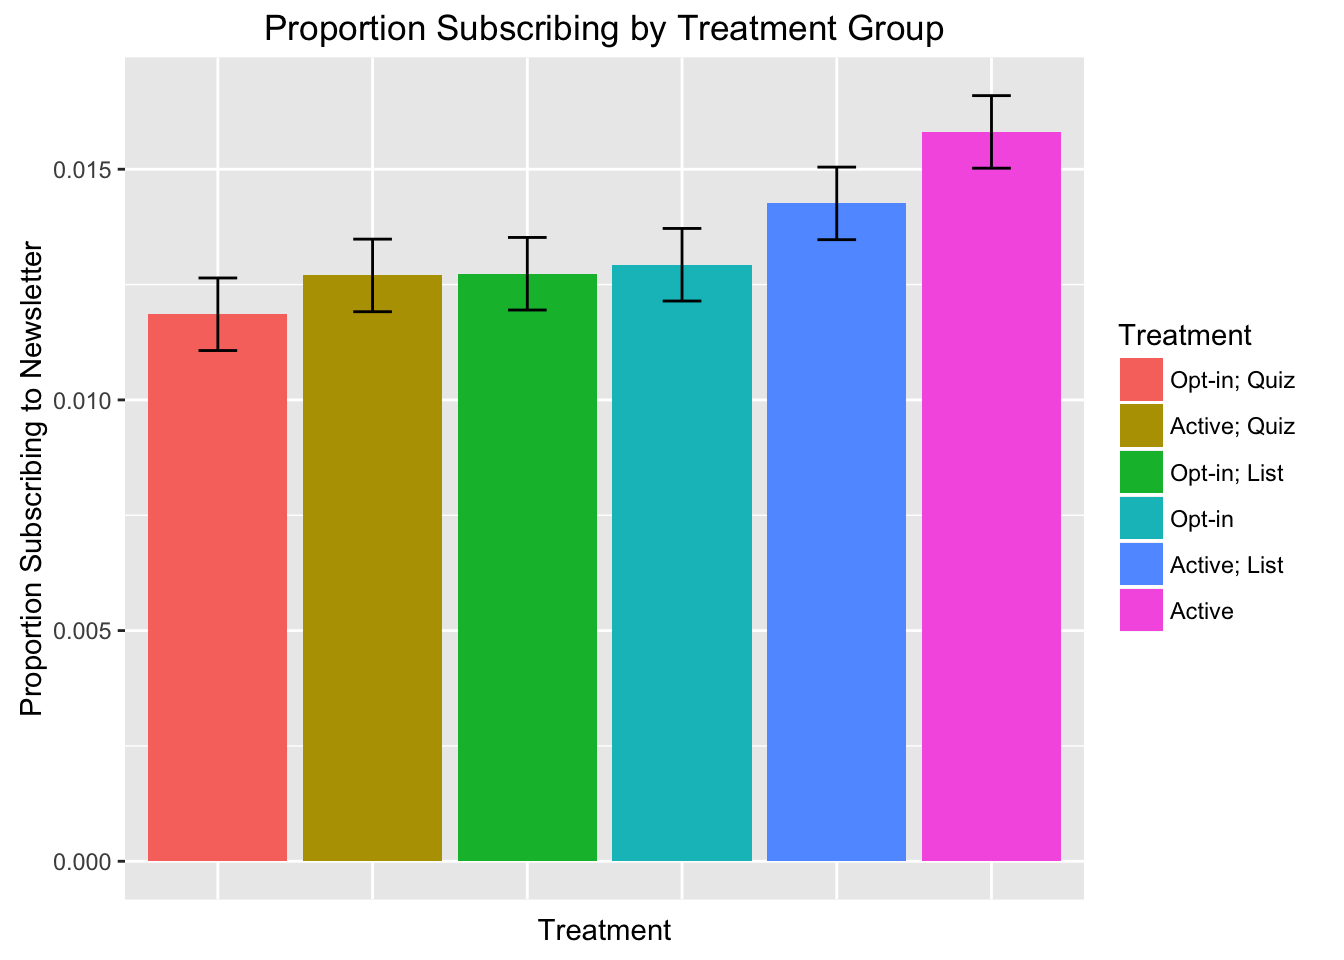 Proportion Subscribing by Treatment Group
Proportion Subscribing to Newsletter
0.015
0.010
0.005
0.000
Treatment
Treatment
Opt-in; Quiz
Active; Quiz
Opt-in; List
Opt-in
Active; List
Active